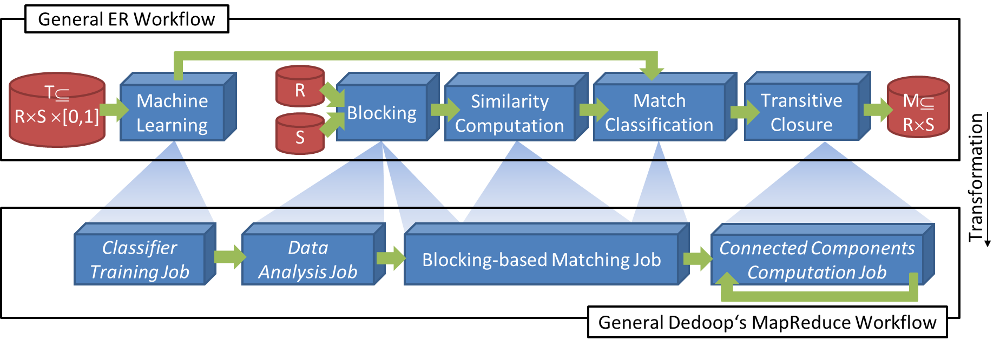 General ER Workflow
T⊆
R×S ×[0,1]
Machine
Learning
R
S
Blocking
Similarity
Computation
Match
Classification
Transitive
Closure
M⊆
R×S
Transformation
Classifier
Training Job
Data
Analysis Job
Blocking-based Matching Job
Connected Components
Computation Job
General Dedoop‘s MapReduce Workflow